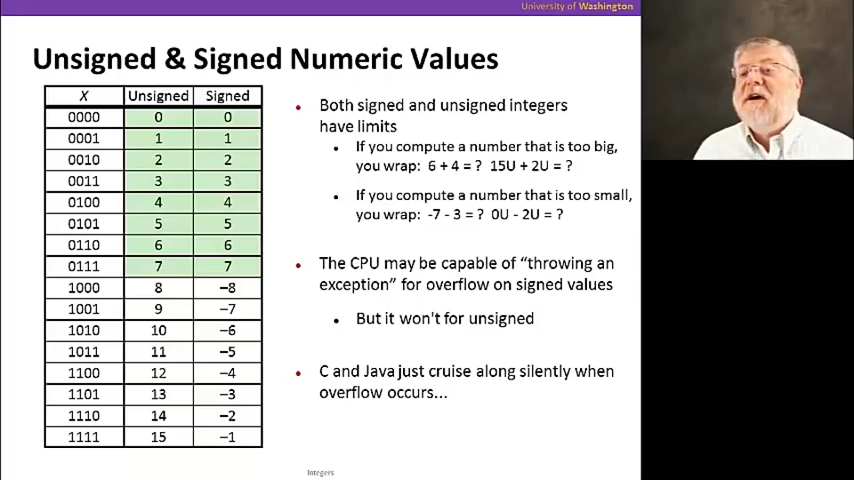 University of Washington
Unsigned & Signed Numeric Values
X Unsigned Signed
0000 0 0
0001 1 1
0010 2 2
0011 3 3
0100 4 4
0101 5 5
0110 6 6
0111 7 7
1000 8 –8
1001 9 –7
1010 10 –6
1011 11 –5
1100 12 –4
1101 13 –3
1110 14 –2
1111 15 –1
• Both signed and unsigned integers
have limits
• If you compute a number that is too big,
you wrap: 6 + 4 = ? 15U + 2U = ?
• If you compute a number that is too small,
you wrap: -7 - 3 = ? 0U - 2U = ?
• The CPU may be capable of “throwing an
exception” for overflow on signed values
• But it won't for unsigned
• C and Java just cruise along silently when
overflow occurs...
Integers